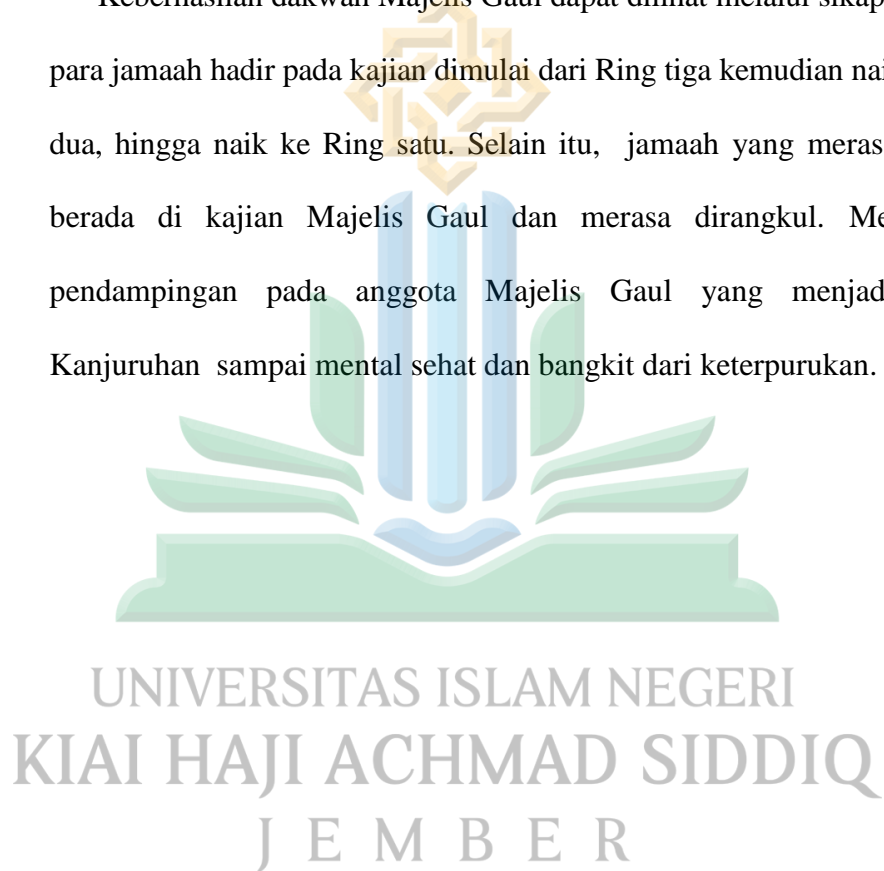 Keberhasilan dakwah Majelis Gaul dapat dilihat melalui sikap
para jamaah hadir pada kajian dimulai dari Ring tiga kemudian nai
dua, hingga naik ke Ring satu. Selain itu, jamaah yang meras
berada di kajian Majelis Gaul dan merasa dirangkul. Me
pendampingan pada anggota Majelis Gaul yang menjad
Kanjuruhan sampai mental sehat dan bangkit dari keterpurukan.
UNIVERSITAS ISLAM NEGERI
KIAI HAJI ACHMAD SIDDIQ
JEMBER